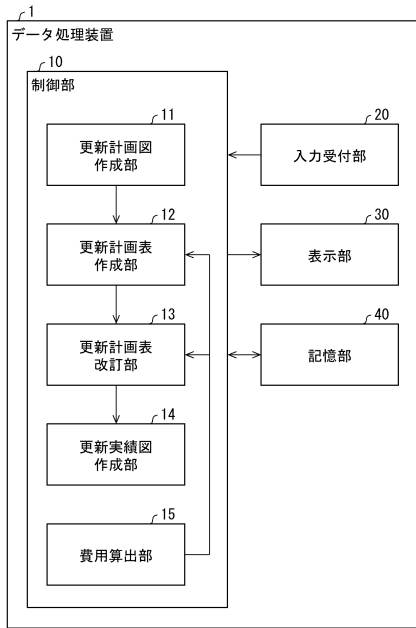 1
データ処理装置
10
制御部
11
更新計画図
作成部
12
更新計画表
作成部
13
更新計画表
改訂部
14
更新実績図
作成部
15
費用算出部
20
入力受付部
30
表示部
40
記憶部